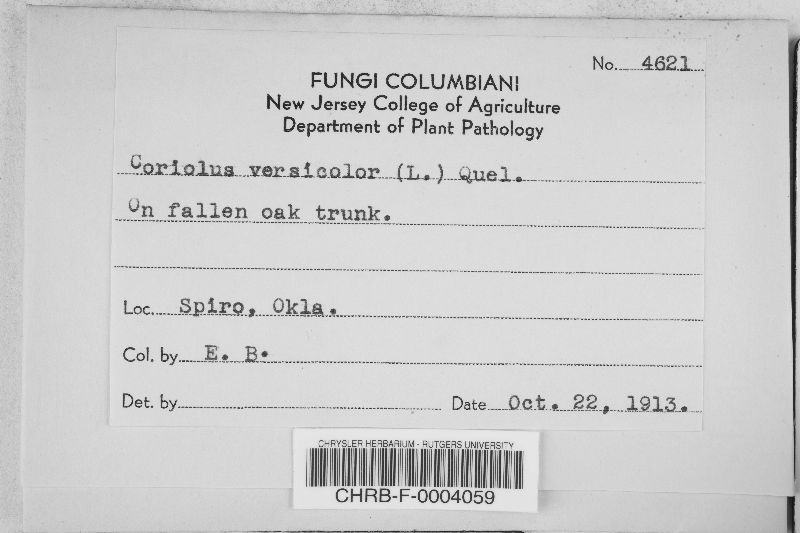 No. 4621
FUNGI COLUMBIANI
New Jersey College of Agriculture
Department of Plant Pathology
Coriolus versicolor (L.) Quel.
On fallen oak trunk.
Loc. Spiro, Okla.
Col. by E. B.
Det. by
Date Oct. 22, 1913.
CHRYSLER HERBARIUM - RUTGERS UNIVERSITY
CHRB-F-0004059